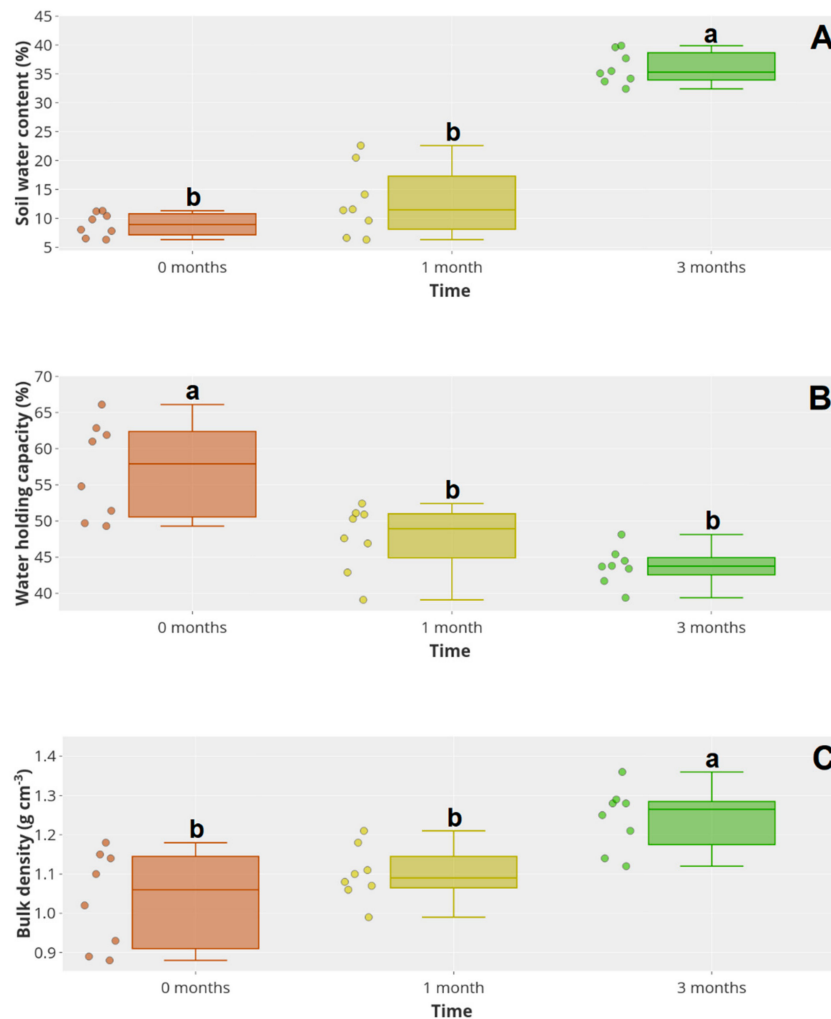 A
Soil water content (%)
45
40
35
30
25
20
15
10
5
b
b
a
0 months
1 month
3 months
Time
B
Water holding capacity (%)
70
65
60
55
50
45
40
a
b
b
0 months
1 month
3 months
Time
C
Bulk density (g cm⁻³)
1.4
1.3
1.2
1.1
1.0
0.9
b
b
a
0 months
1 month
3 months
Time